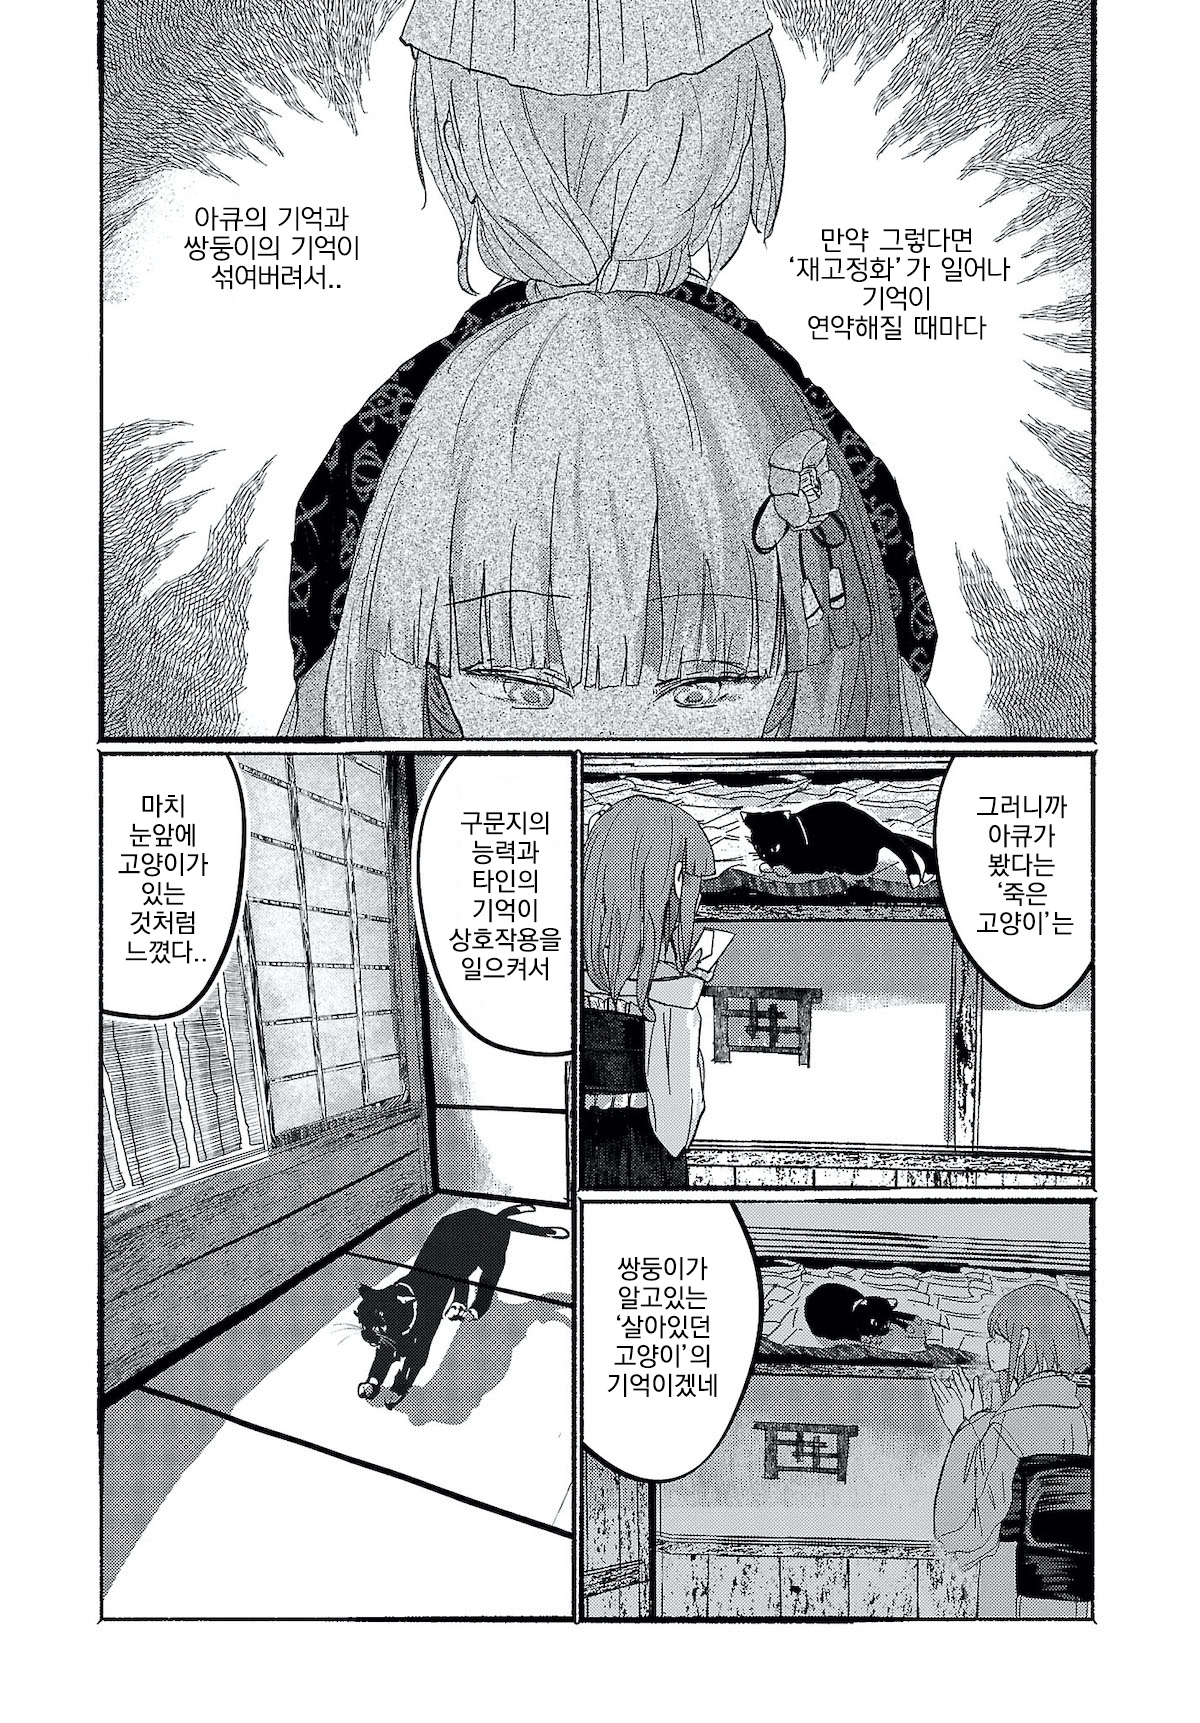 만약 그렇다면
‘재고정화’가 일어나
기억이
연약해질 때마다
아큐의 기억과
쌍둥이의 기억이
섞여버려서..
그러니까
아큐가
봤다는
‘죽은
고양이’는
쌍둥이가
알고있는
‘살아있던
고양이’의
기억이겠네
구문지의
능력과
타인의
기억이
상호작용을
일으켜서
마치
눈앞에
고양이가
있는
것처럼
느꼈다..